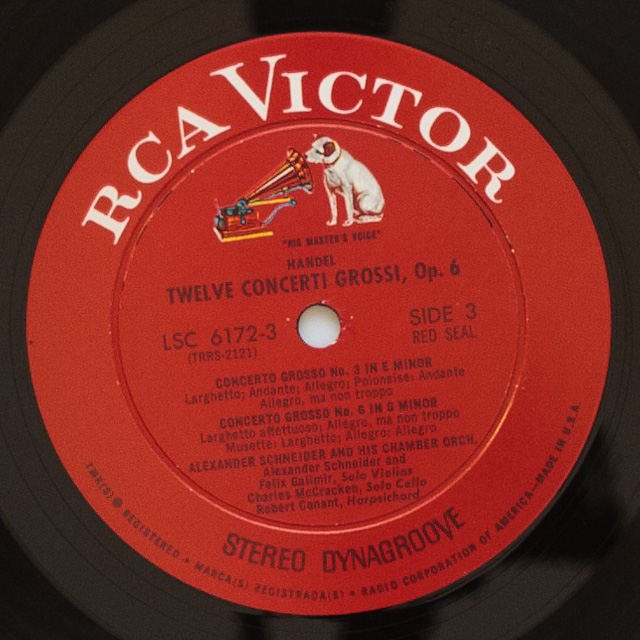 RCA VICTOR
"HIS MASTER'S VOICE"
HANDEL
TWELVE CONCERTI GROSSI, Op. 6
LSC 6172-3
(TRRS-2121)
SIDE 3
RED SEAL
CONCERTO GROSSO No. 3 IN E MINOR
Larghetto; Andante; Allegro; Polonaise: Andante
Allegro, ma non troppo
CONCERTO GROSSO No. 6 IN G MINOR
Larghetto affettuoso; Allegro, ma non troppo
Musette: Larghetto; Allegro; Allegro
ALEXANDER SCHNEIDER AND HIS CHAMBER ORCH.
Alexander Schneider and
Felix Galimir, Solo Violins
Charles McCracken, Solo Cello
Robert Conant, Harpsichord
STEREO DYNAGROOVE
TMK(S) ® REGISTERED • MARCA(S) REGISTRADA(S) • RADIO CORPORATION OF AMERICA—MADE IN U.S.A.